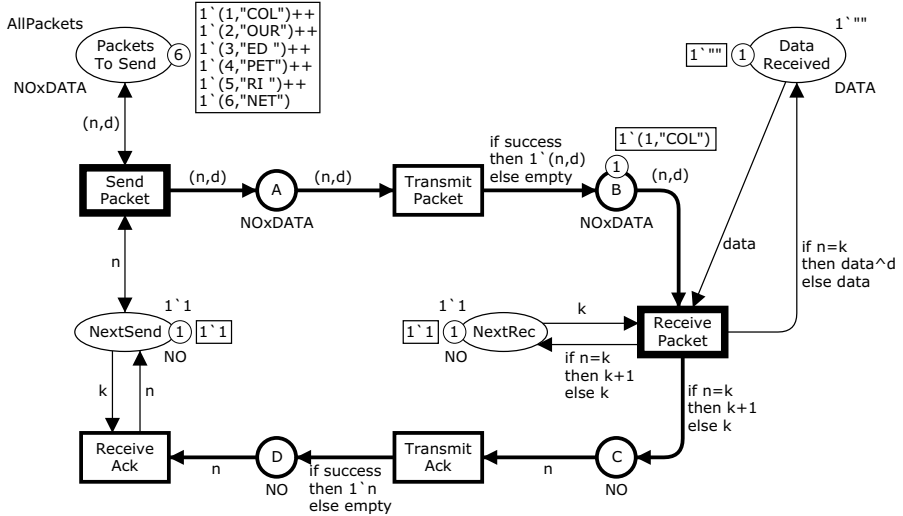 AllPackets
Packets
To Send
6
NOxDATA
1`(1,"COL")++
1`(2,"OUR")++
1`(3,"ED ")++
1`(4,"PET")++
1`(5,"RI ")++
1`(6,"NET")
1`""
1`""
1
Data
Received
DATA
(n,d)
Send
Packet
(n,d)
A
NOxDATA
(n,d)
Transmit
Packet
if success
then 1`(n,d)
else empty
1`(1,"COL")
1
B
NOxDATA
(n,d)
data
if n=k
then data^d
else data
n
1`1
NextSend
1
1`1
NO
1`1
1`1
1
NextRec
NO
k
if n=k
then k+1
else k
Receive
Packet
if n=k
then k+1
else k
k
n
Receive
Ack
n
D
NO
if success
then 1`n
else empty
Transmit
Ack
n
C
NO